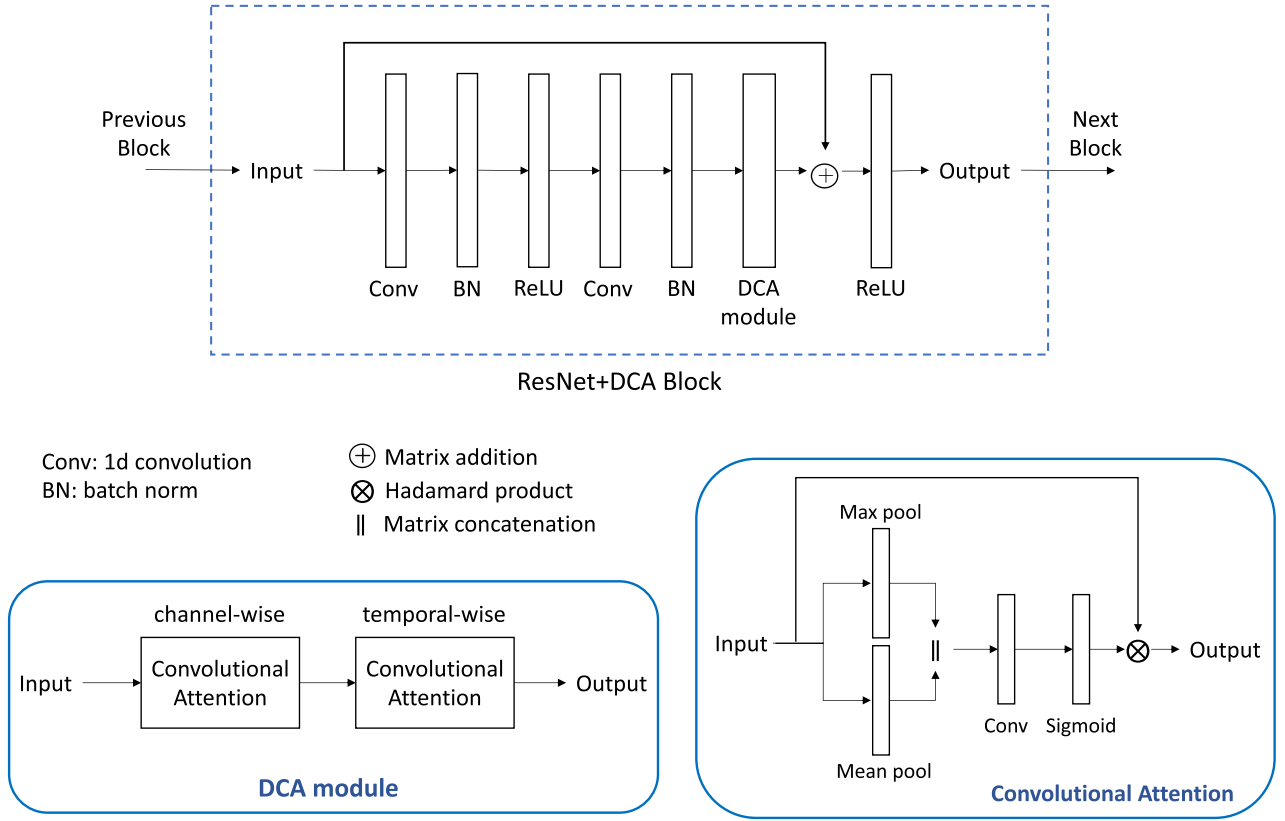 Previous
Block
Input
Conv
BN
ReLU
Conv
BN
DCA
module
+
ReLU
Output
Next
Block
ResNet+DCA Block
Conv: 1d convolution
BN: batch norm
⊕ Matrix addition
⊗ Hadamard product
|| Matrix concatenation
channel-wise
temporal-wise
Input
Convolutional
Attention
Convolutional
Attention
Output
DCA module
Max pool
Input
||
Mean pool
Conv
Sigmoid
⊗
Output
Convolutional Attention